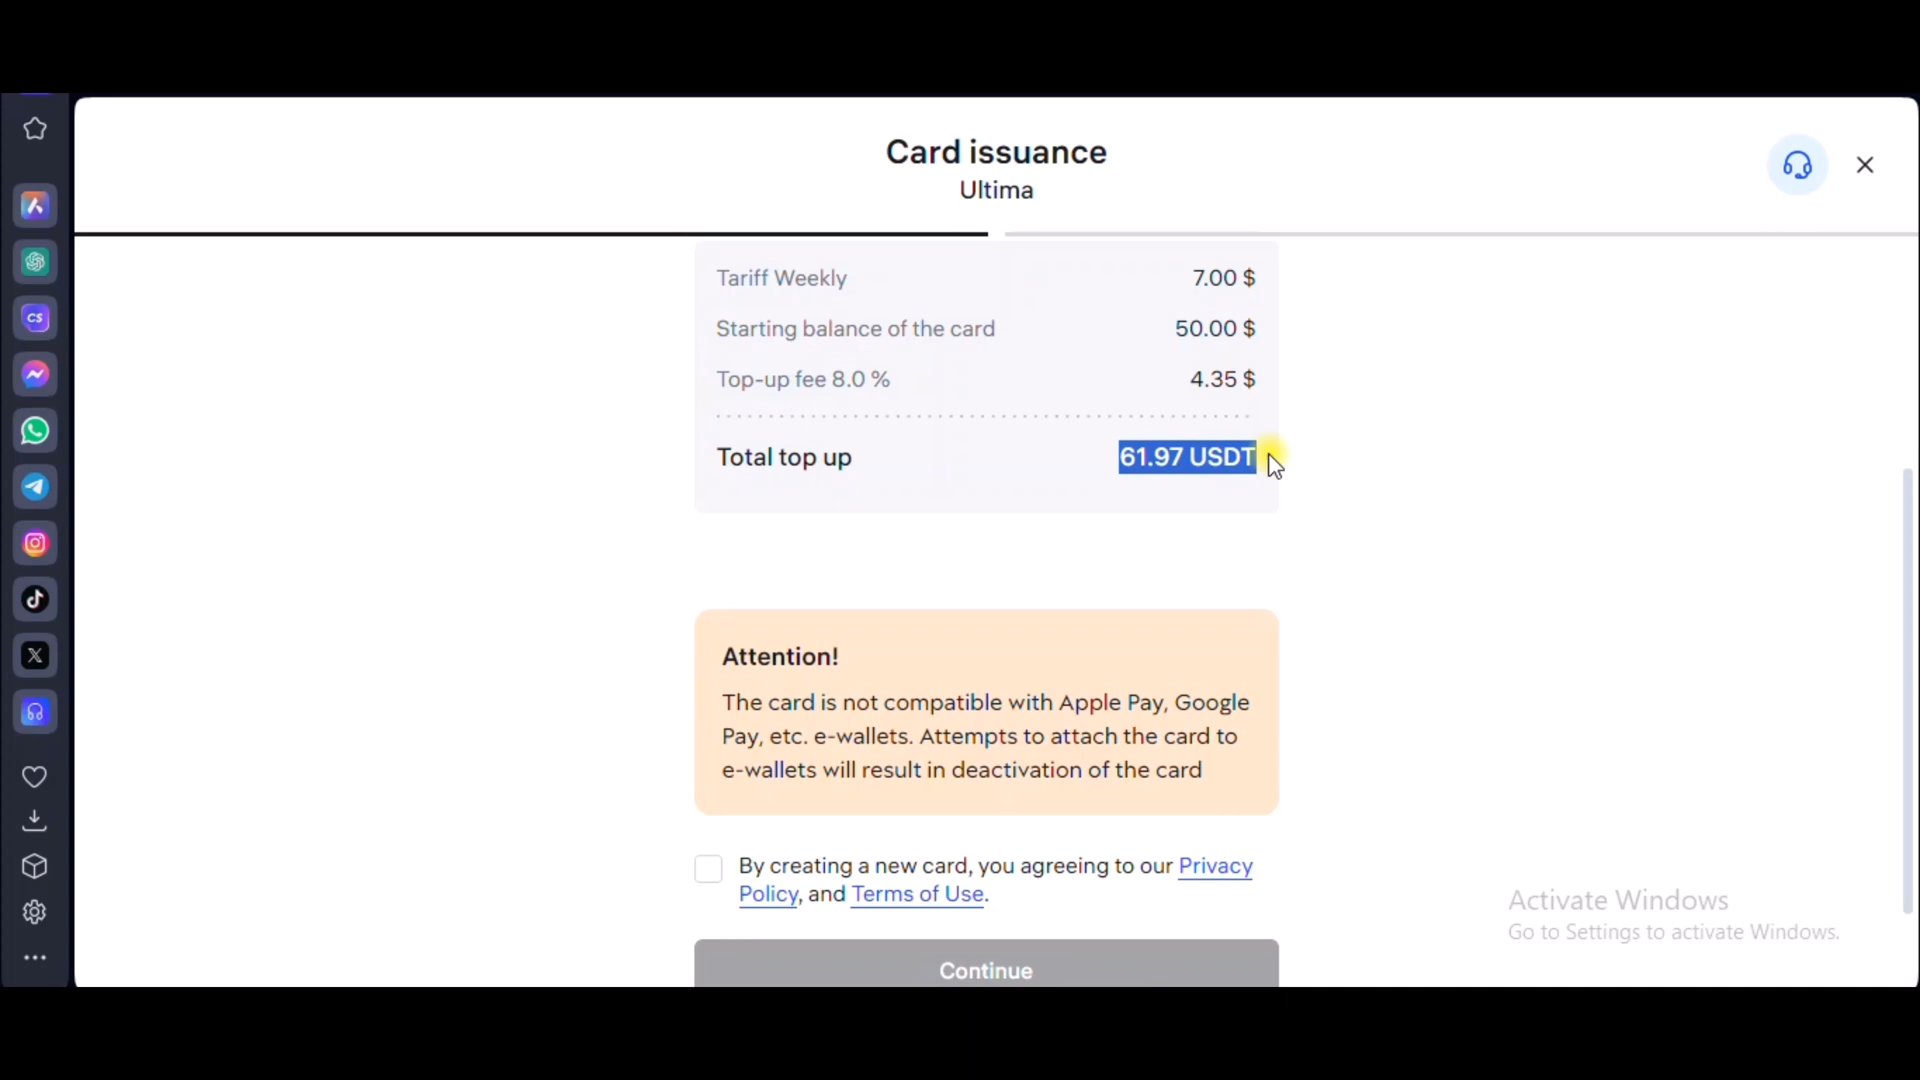 Card issuance
Ultima
Tariff Weekly 7.00 $
Starting balance of the card 50.00 $
Top-up fee 8.0 % 4.35 $
Total top up 61.97 USDT
Attention!
The card is not compatible with Apple Pay, Google
Pay, etc. e-wallets. Attempts to attach the card to
e-wallets will result in deactivation of the card
By creating a new card, you agreeing to our Privacy
Policy, and Terms of Use.
Continue
Activate Windows
Go to Settings to activate Windows.
CS